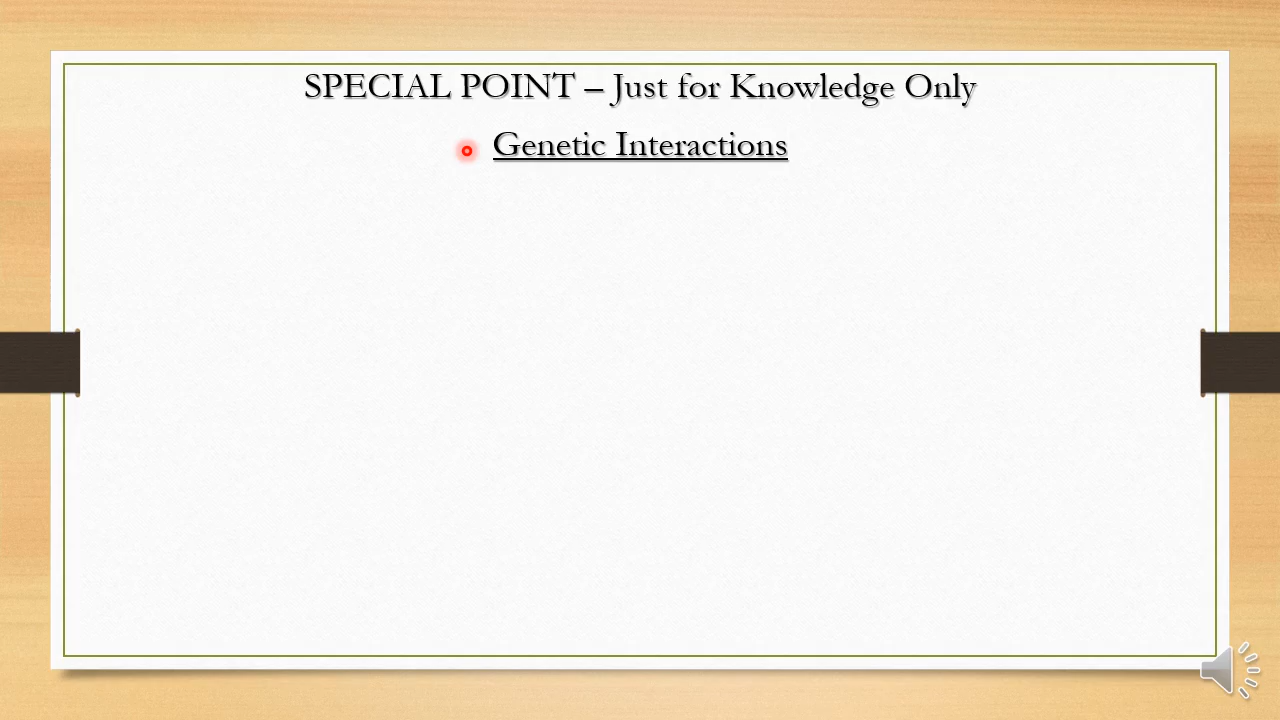 SPECIAL POINT – Just for Knowledge Only
Genetic Interactions